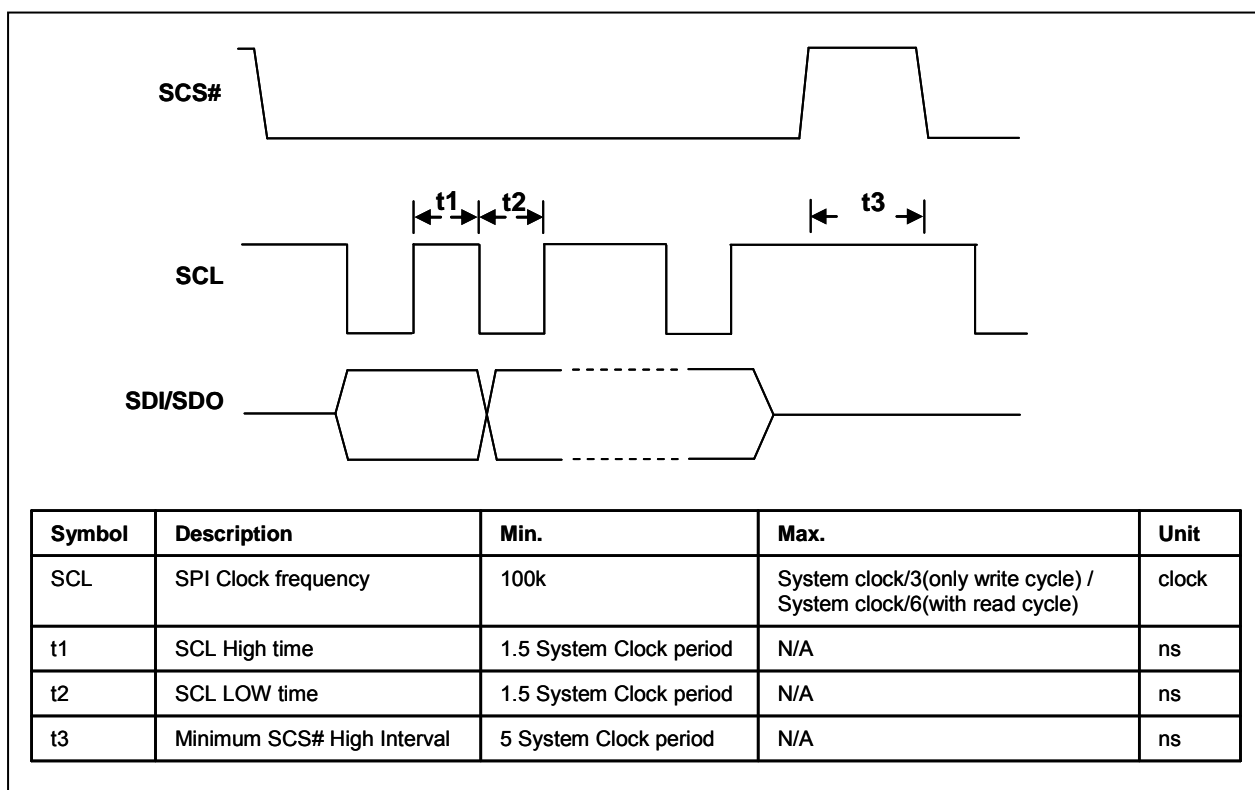 SCS#
t1 t2 t3
SCL
SDI/SDO
Symbol Description Min. Max. Unit
SCL SPI Clock frequency 100k System clock/3(only write cycle) / clock
System clock/6(with read cycle)
t1 SCL High time 1.5 System Clock period N/A ns
t2 SCL LOW time 1.5 System Clock period N/A ns
t3 Minimum SCS# High Interval 5 System Clock period N/A ns